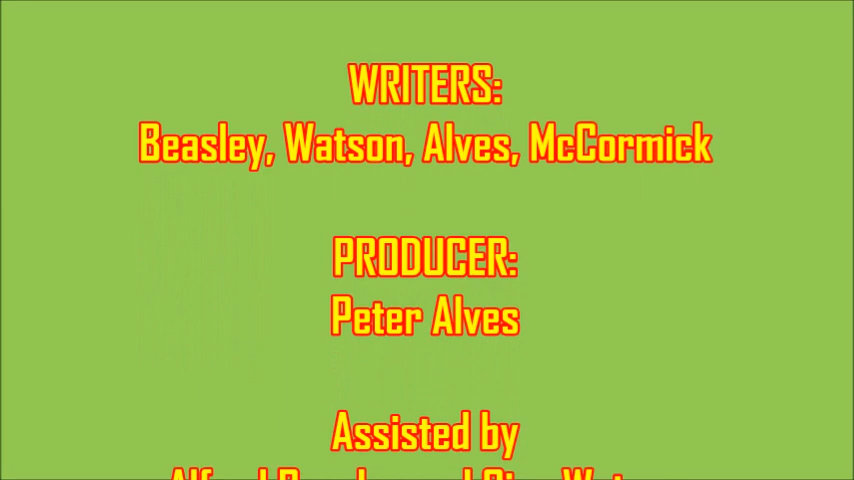 WRITERS:
Beasley, Watson, Alves, McCormick
PRODUCER:
Peter Alves
Assisted by